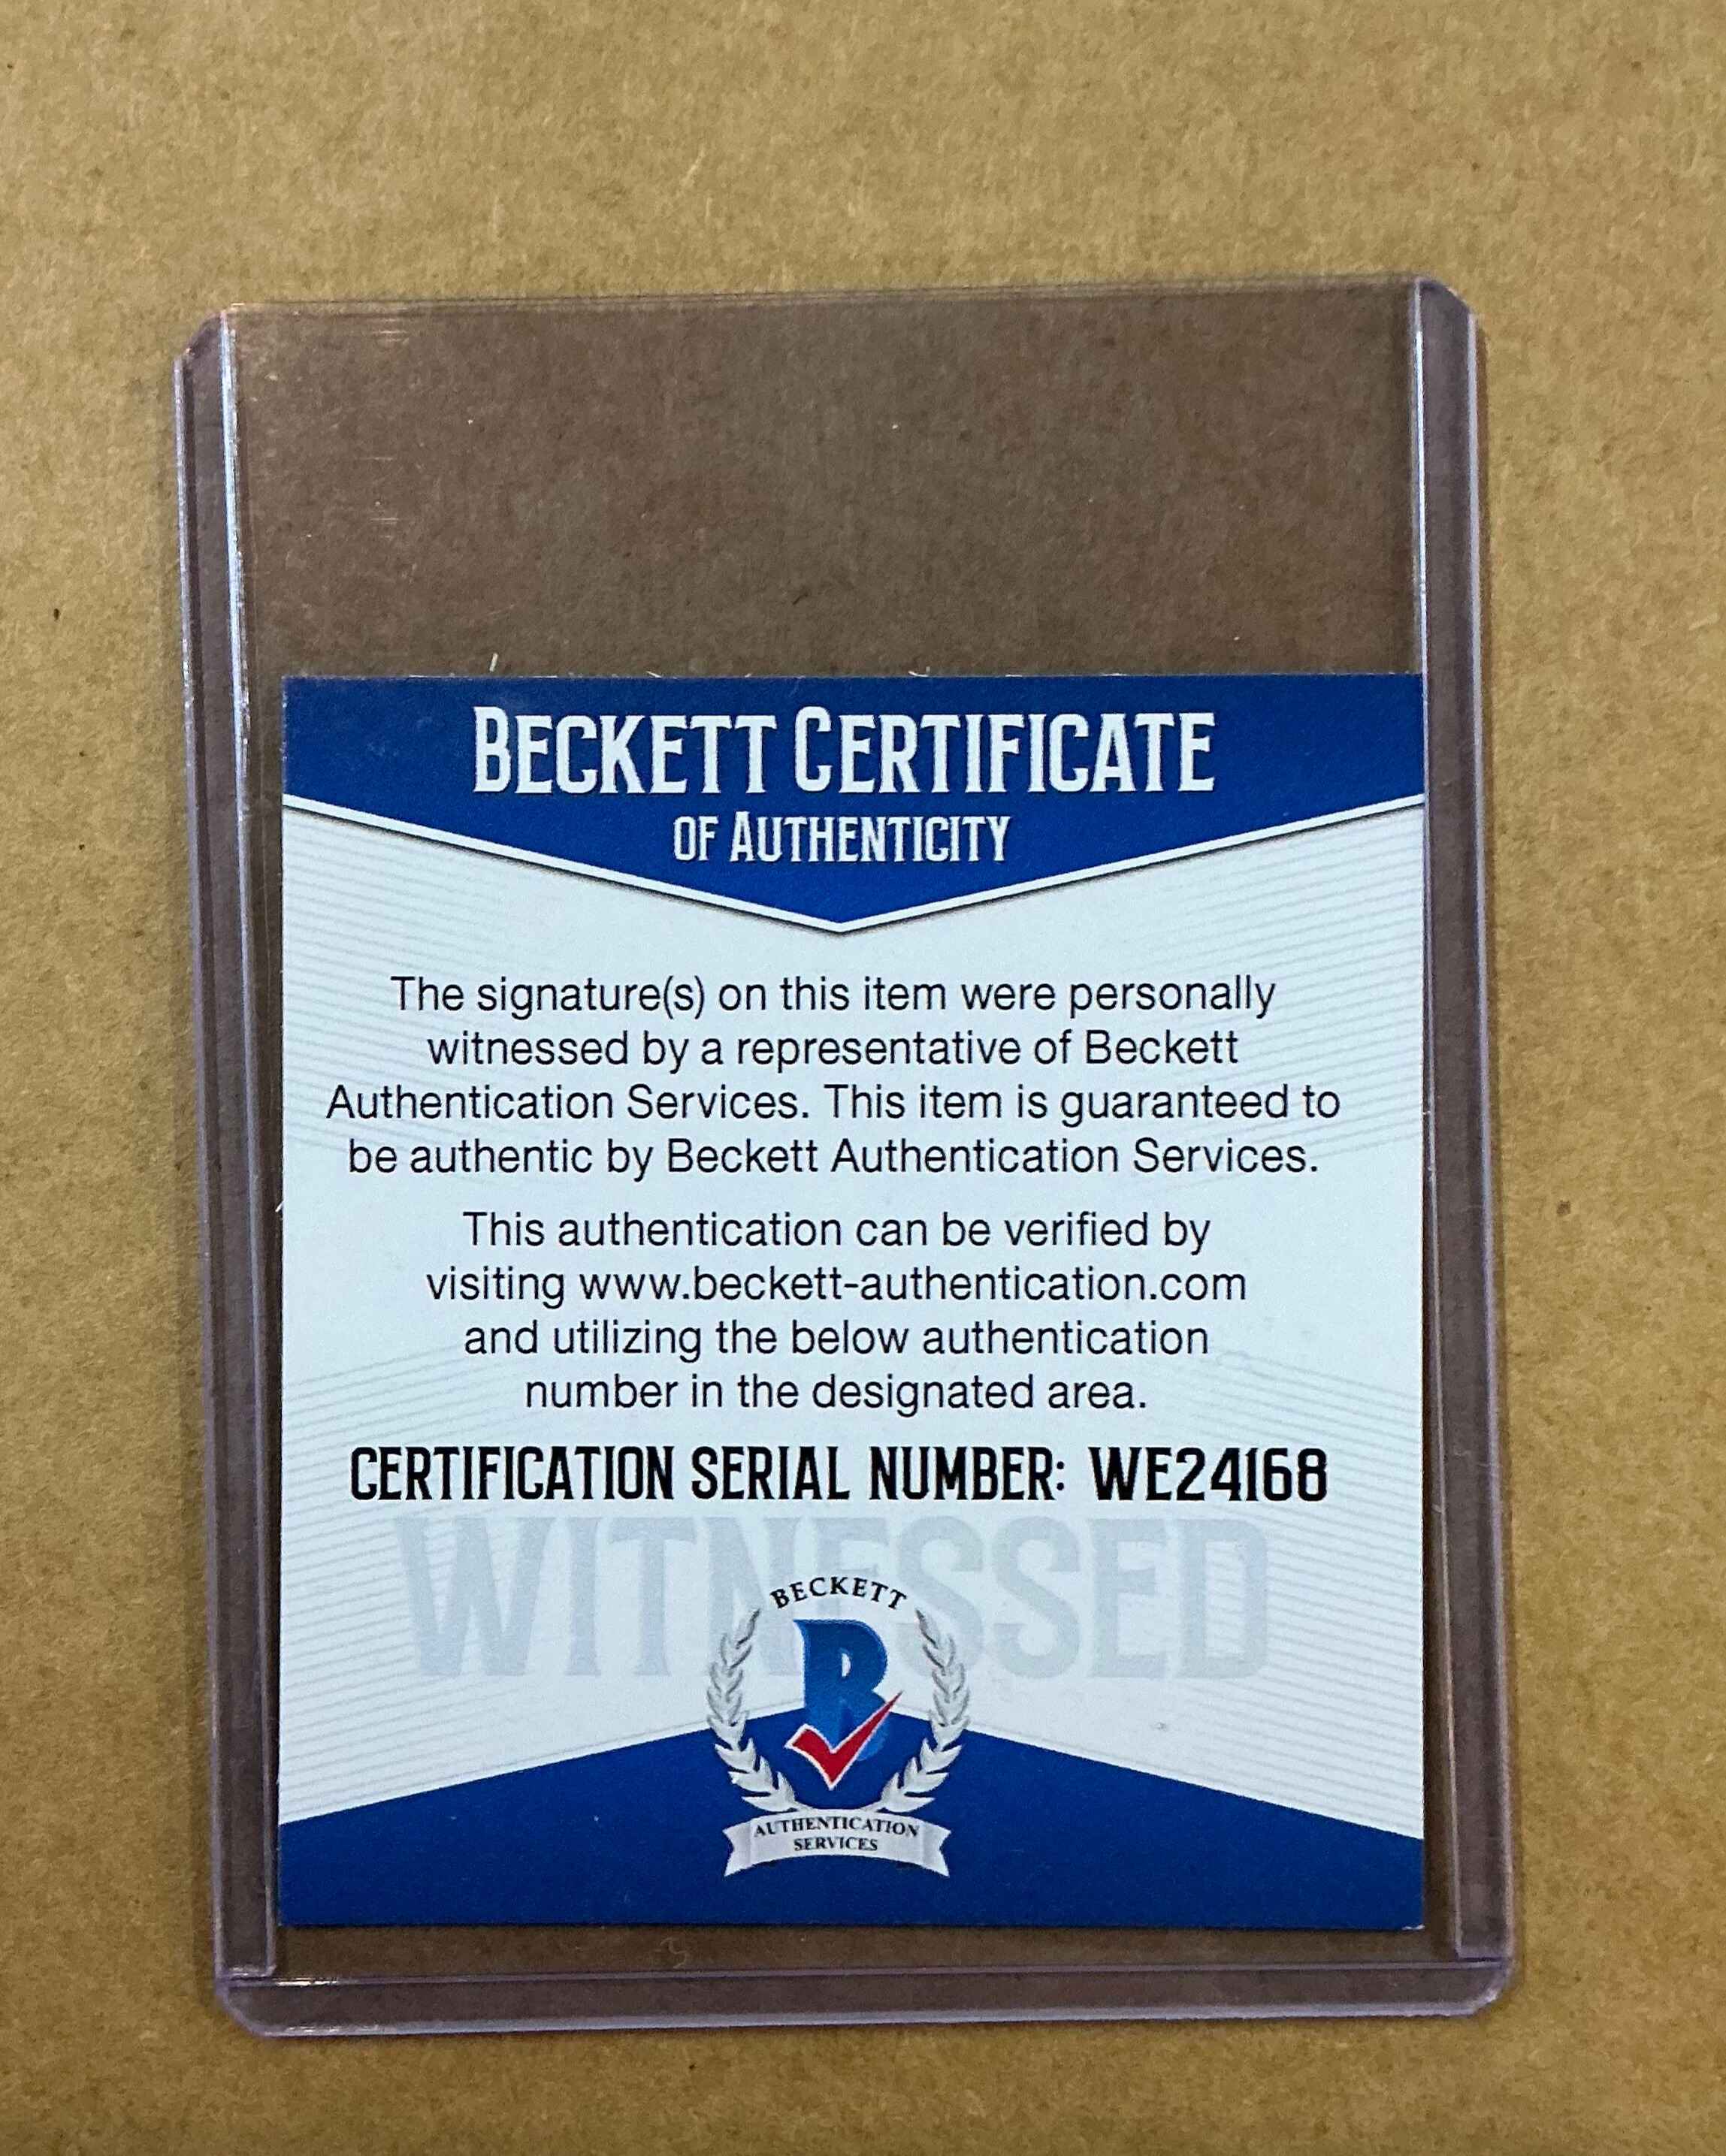 BECKETT CERTIFICATE
OF AUTHENTICITY
The signature(s) on this item were personally
witnessed by a representative of Beckett
Authentication Services. This item is guaranteed to
be authentic by Beckett Authentication Services.
This authentication can be verified by
visiting www.beckett-authentication.com
and utilizing the below authentication
number in the designated area.
CERTIFICATION SERIAL NUMBER: WE24168
WITNESSED
BECKETT
B
AUTHENTICATION
SERVICES